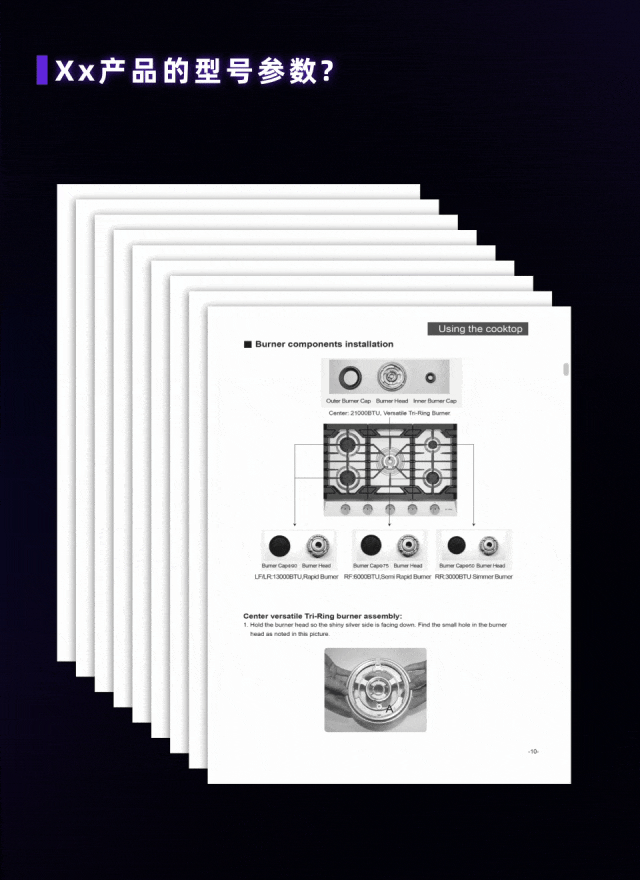 Xx产品的型号参数?
Using the cooktop
■ Burner components installation
Outer Burner Cap Burner Head Inner Burner Cap
Center: 21000BTU, Versatile Tri-Ring Burner
Burner Capφ100 Burner Head Burner Capφ75 Burner Head Burner Capφ50 Burner Head
LF/LR:13000BTU,Rapid Burner RF:6000BTU,Semi Rapid Burner RR:3000BTU Simmer Burner
Center versatile Tri-Ring burner assembly:
1. Hold the burner head so the shiny silver side is facing down. Find the small hole in the burner
head as noted in this picture.
A
-10-